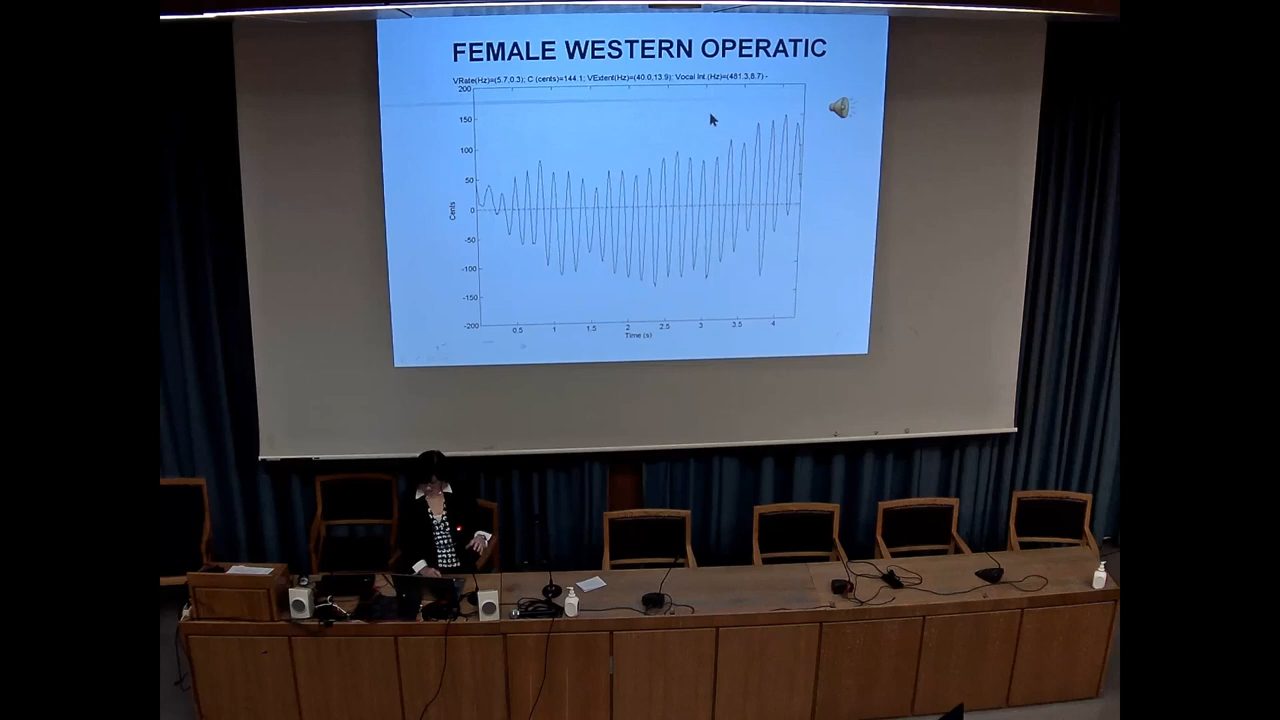 FEMALE WESTERN OPERATIC
VRate(Hz)=(5.7,0.3); C (cents)=144.1; VExtent(Hz)=(40.0,13.9); Vocal Int.(Hz)=(481.3,8.7) -
200
150
100
50
0
-50
-100
-150
-200
Cents
0.5 1 1.5 2 2.5 3 3.5 4
Time (s)